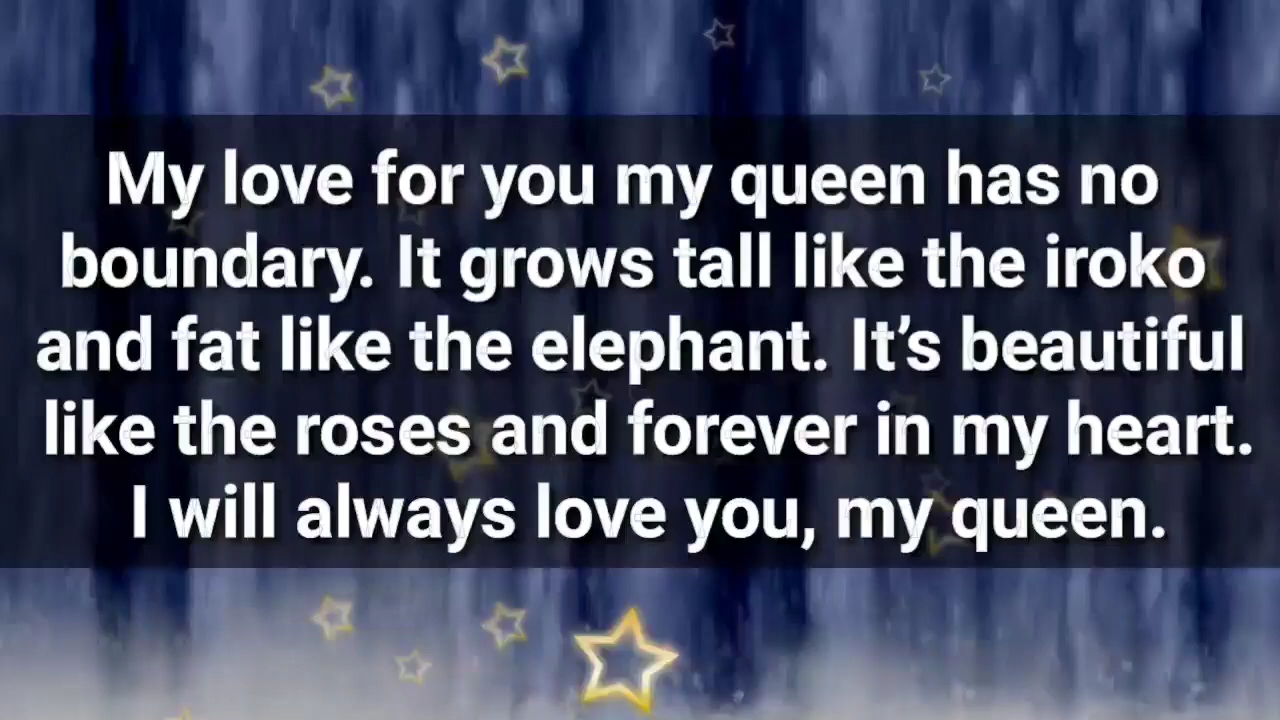 My love for you my queen has no
boundary. It grows tall like the iroko
and fat like the elephant. It’s beautiful
like the roses and forever in my heart.
I will always love you, my queen.